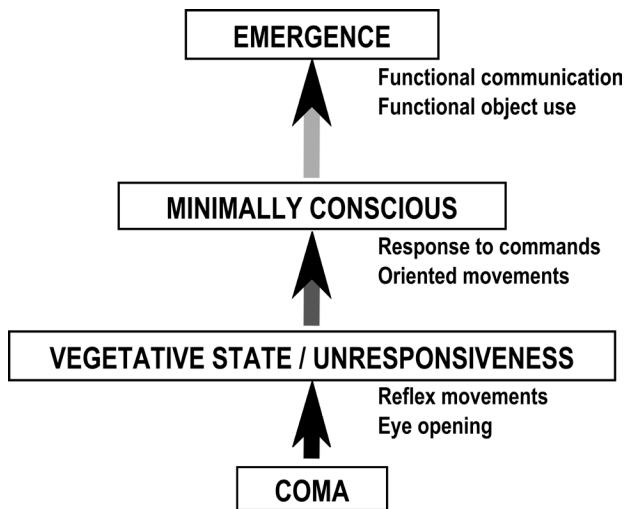 EMERGENCE
Functional communication
Functional object use
MINIMALLY CONSCIOUS
Response to commands
Oriented movements
VEGETATIVE STATE / UNRESPONSIVENESS
Reflex movements
Eye opening
COMA